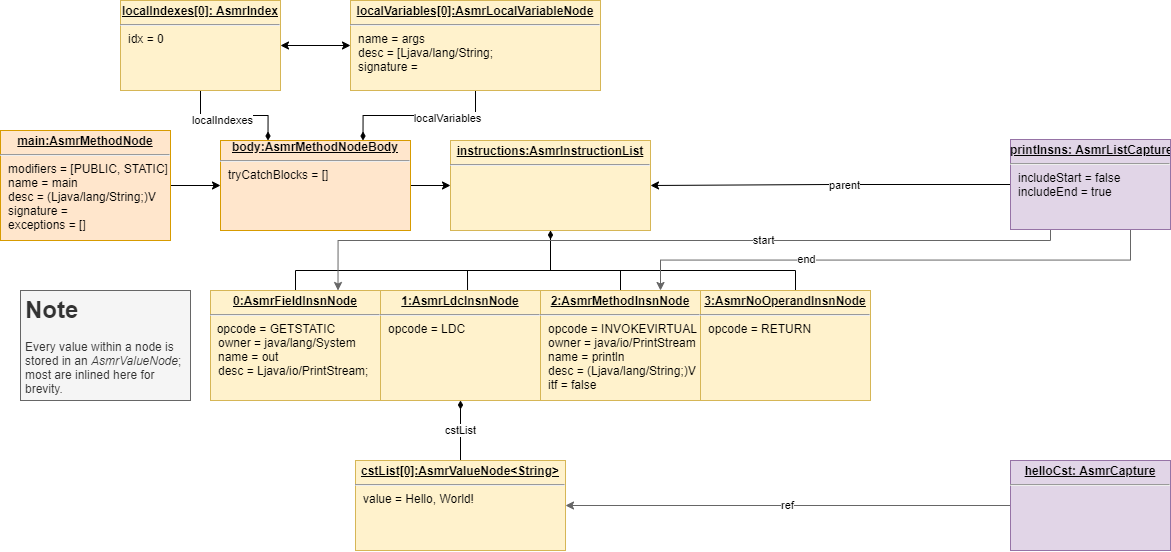 localIndexes[0]: AsmrIndex
idx = 0
localVariables[0]:AsmrLocalVariableNode
name = args
desc = [Ljava/lang/String;
signature =
localIndexes
localVariables
main:AsmrMethodNode
modifiers = [PUBLIC, STATIC]
name = main
desc = (Ljava/lang/String;)V
signature =
exceptions = []
body:AsmrMethodNodeBody
tryCatchBlocks = []
instructions:AsmrInstructionList
parent
printInsns: AsmrListCapture
includeStart = false
includeEnd = true
start
end
Note
Every value within a node is
stored in an AsmrValueNode;
most are inlined here for
brevity.
0:AsmrFieldInsnNode
opcode = GETSTATIC
owner = java/lang/System
name = out
desc = Ljava/io/PrintStream;
1:AsmrLdcInsnNode
opcode = LDC
2:AsmrMethodInsnNode
opcode = INVOKEVIRTUAL
owner = java/io/PrintStream
name = println
desc = (Ljava/lang/String;)V
itf = false
3:AsmrNoOperandInsnNode
opcode = RETURN
cstList
cstList[0]:AsmrValueNode<String>
value = Hello, World!
ref
helloCst: AsmrCapture